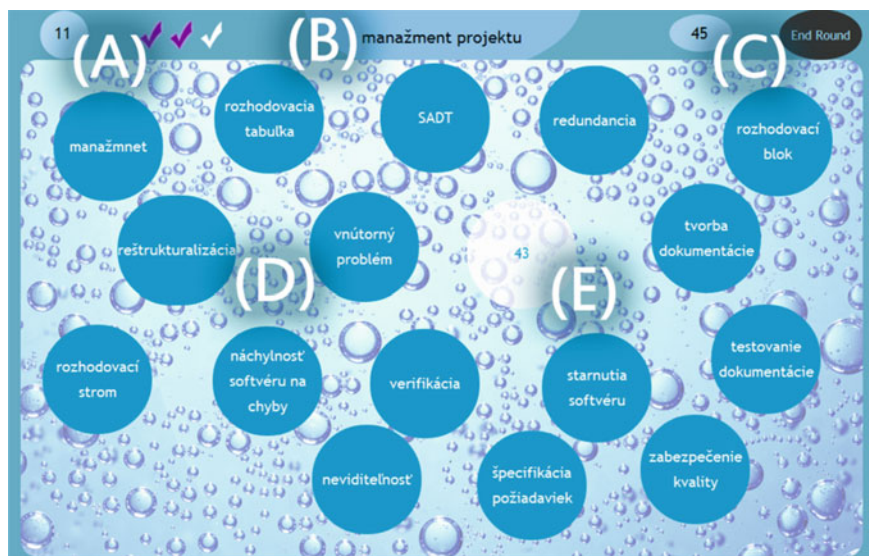 11
(A)
(B)
manažment projektu
45
End Round
(C)
manažmnet
rozhodovacia
tabuľka
SADT
redundancia
rozhodovací
blok
reštrukturalizácia
vnútorný
problém
43
tvorba
dokumentácie
(D)
(E)
rozhodovací
strom
náchylnosť
softvéru na
chyby
verifikácia
starnutia
softvéru
testovanie
dokumentácie
neviditeľnosť
špecifikácia
požiadaviek
zabezpečenie
kvality